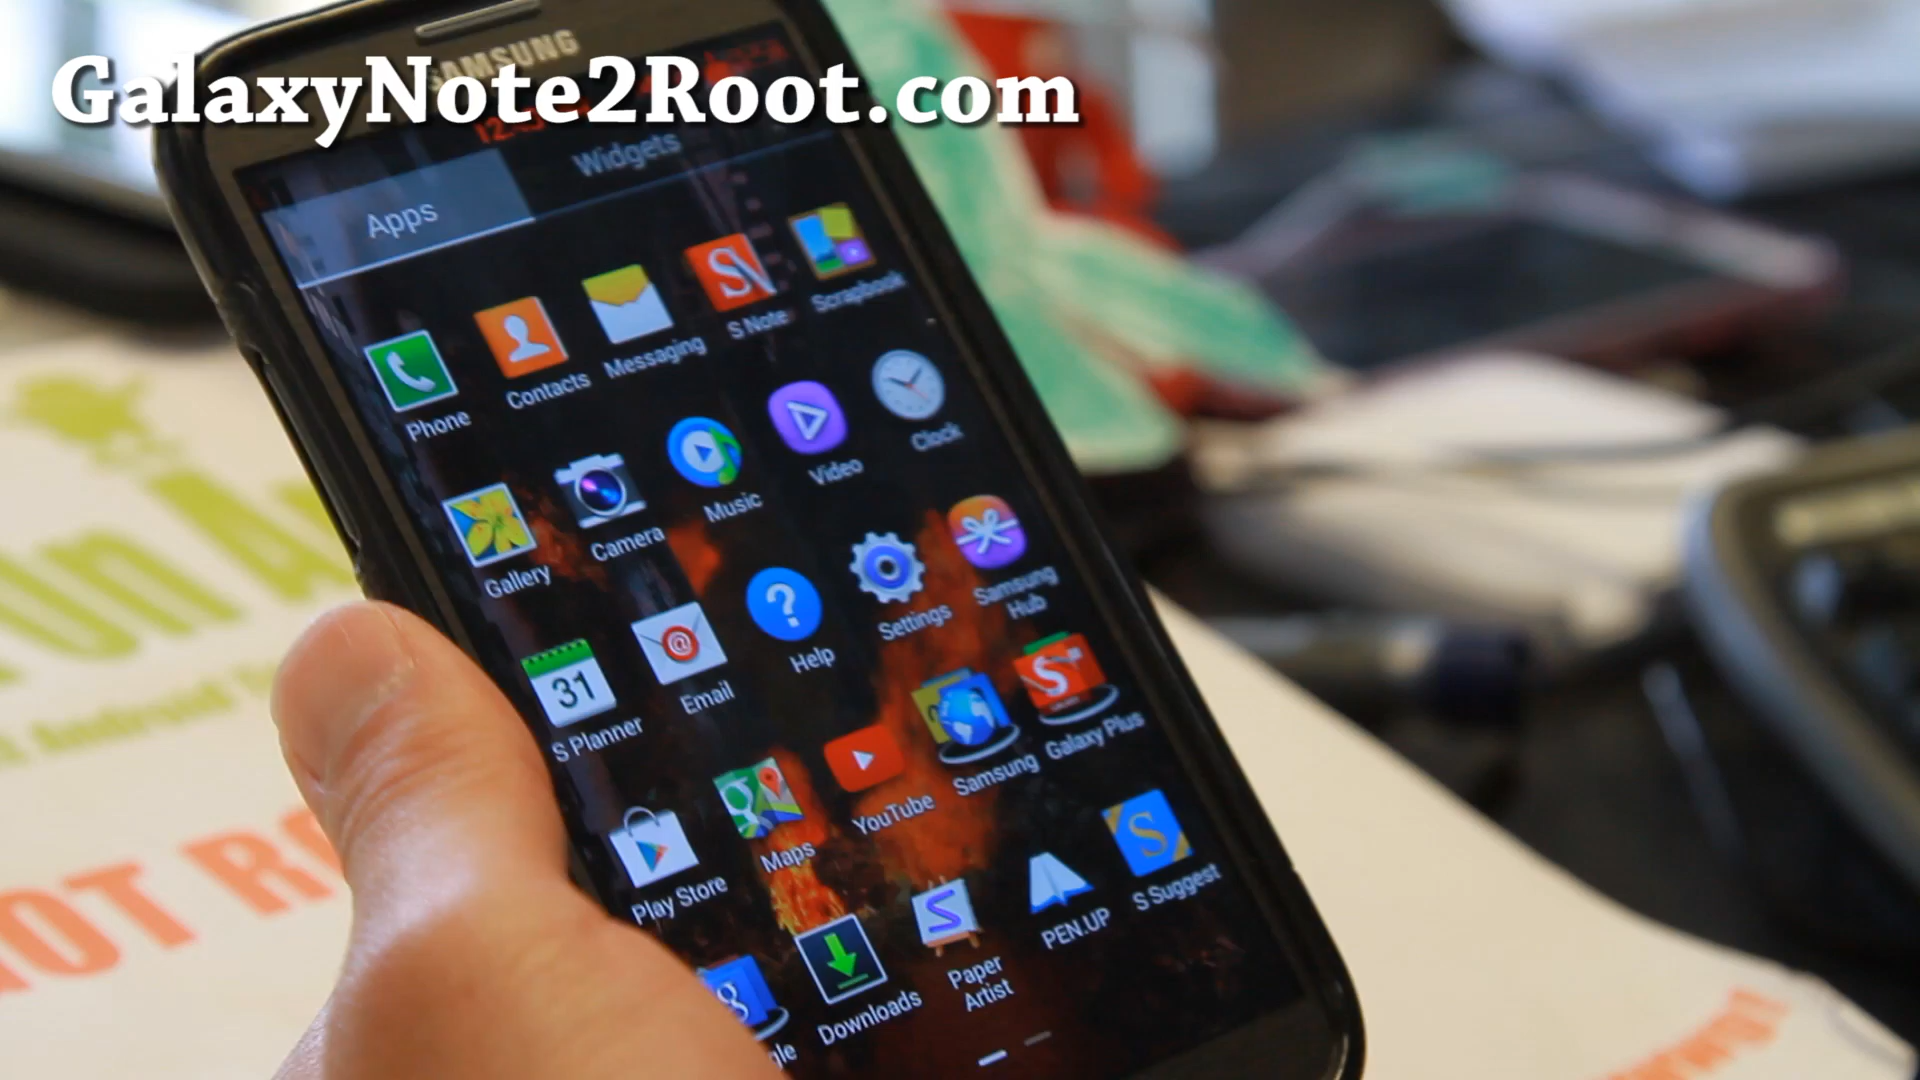 SAMSUNG
GalaxyNote2Root.com
Apps
Widgets
Phone
Contacts
Messaging
S Note
Scrapbook
Gallery
Camera
Music
Video
Clock
31
S Planner
Email
Help
Settings
Samsung
Hub
Play Store
Maps
YouTube
Samsung
Galaxy Plus
Downloads
Paper
Artist
PEN.UP
S Suggest